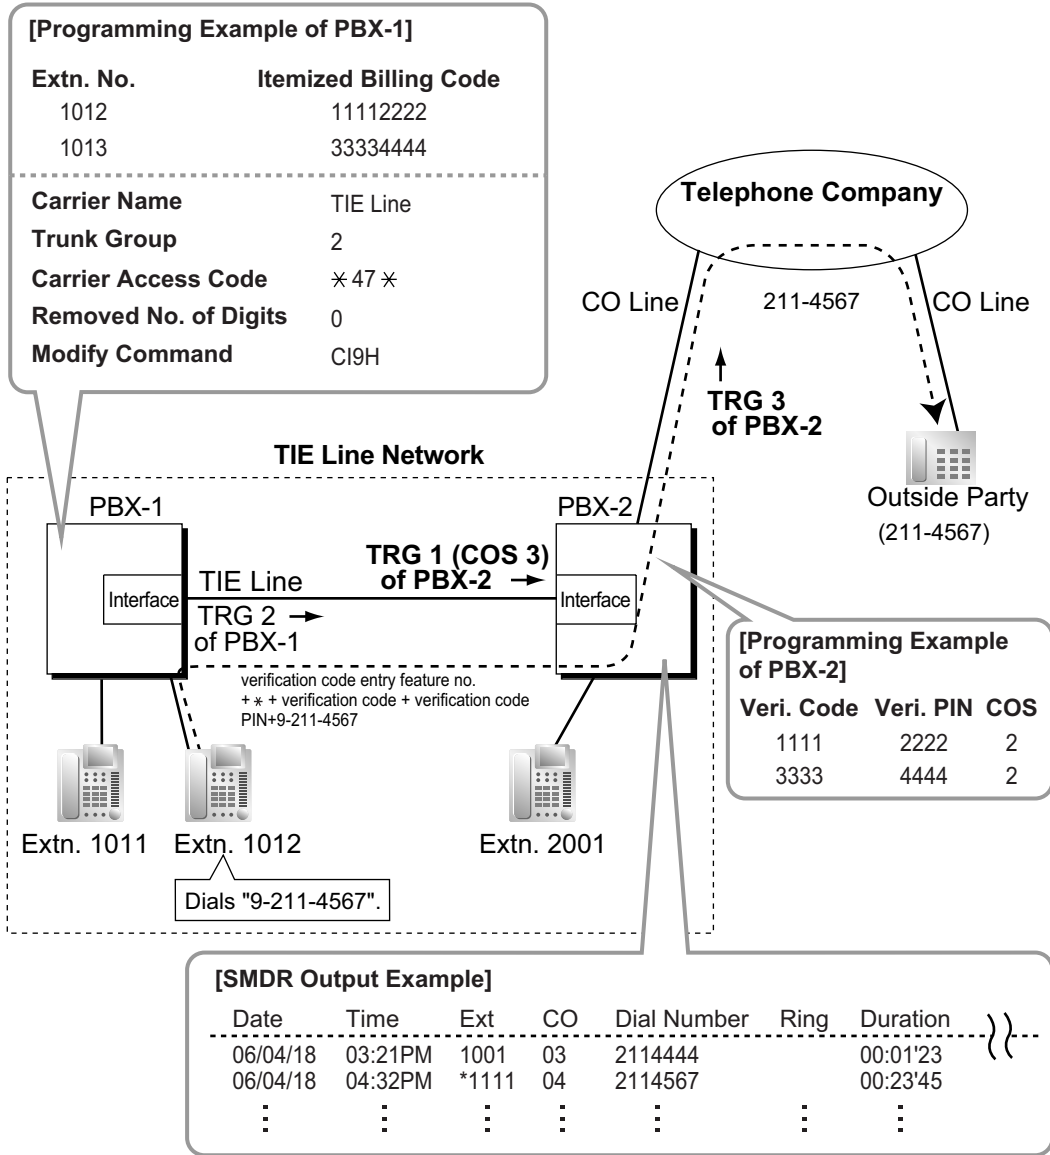 [Programming Example of PBX-1]
Extn. No. Itemized Billing Code
1012 11112222
1013 33334444
Carrier Name TIE Line
Trunk Group 2
Carrier Access Code ✳47✳
Removed No. of Digits 0
Modify Command CI9H
Telephone Company
CO Line 211-4567 CO Line
TRG 3
of PBX-2
Outside Party
(211-4567)
TIE Line Network
PBX-1 PBX-2
TRG 1 (COS 3)
of PBX-2
Interface TIE Line Interface
TRG 2
of PBX-1
verification code entry feature no.
+ ✳ + verification code + verification code
PIN+9-211-4567
[Programming Example
of PBX-2]
Veri. Code Veri. PIN COS
1111 2222 2
3333 4444 2
Extn. 1011 Extn. 1012 Extn. 2001
Dials "9-211-4567".
[SMDR Output Example]
Date Time Ext CO Dial Number Ring Duration
06/04/18 03:21PM 1001 03 2114444 00:01'23
06/04/18 04:32PM *1111 04 2114567 00:23'45